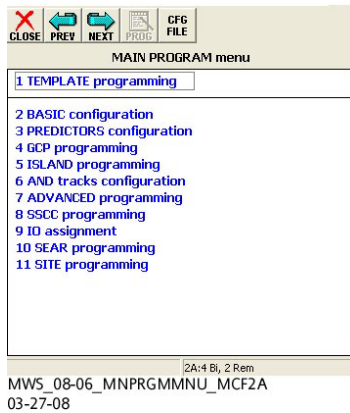 CLOSE PREV NEXT PROG CFG FILE
MAIN PROGRAM menu
1 TEMPLATE programming
2 BASIC configuration
3 PREDICTORS configuration
4 GCP programming
5 ISLAND programming
6 AND tracks configuration
7 ADVANCED programming
8 SSCC programming
9 IO assignment
10 SEAR programming
11 SITE programming
2A:4 Bi, 2 Rem
MWS_08-06_MNPRGMMNU_MCF2A
03-27-08